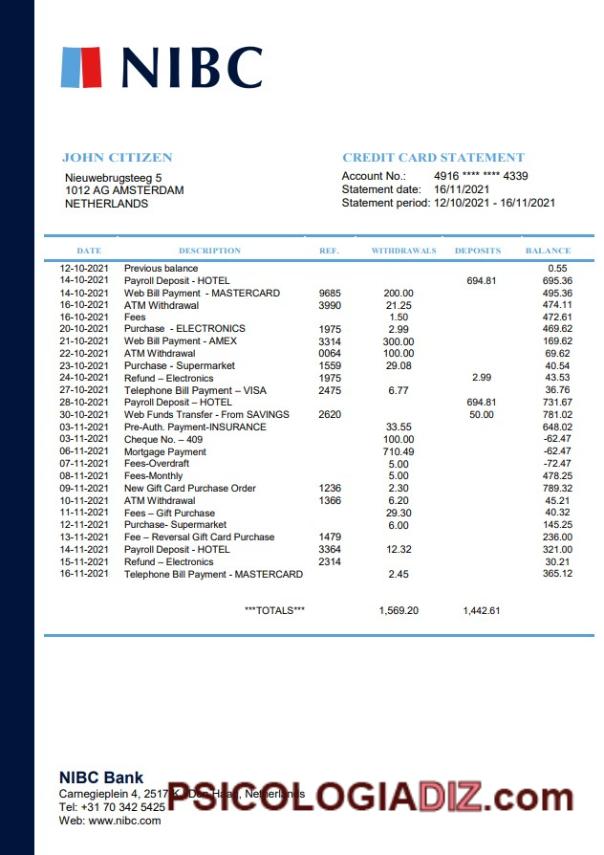 NIBC
JOHN CITIZEN
Nieuwebrugsteeg 5
1012 AG AMSTERDAM
NETHERLANDS
CREDIT CARD STATEMENT
Account No.: 4916 **** **** 4339
Statement date: 16/11/2021
Statement period: 12/10/2021 - 16/11/2021
DATE DESCRIPTION REF. WITHDRAWALS DEPOSITS BALANCE
12-10-2021 Previous balance 0.55
14-10-2021 Payroll Deposit - HOTEL 694.81 695.36
14-10-2021 Web Bill Payment - MASTERCARD 9685 200.00 495.36
16-10-2021 ATM Withdrawal 3990 21.25 474.11
16-10-2021 Fees 1.50 472.61
20-10-2021 Purchase - ELECTRONICS 1975 2.99 469.62
21-10-2021 Web Bill Payment - AMEX 3314 300.00 169.62
22-10-2021 ATM Withdrawal 0064 100.00 69.62
23-10-2021 Purchase - Supermarket 1559 29.08 40.54
24-10-2021 Refund – Electronics 1975 2.99 43.53
27-10-2021 Telephone Bill Payment – VISA 2475 6.77 36.76
28-10-2021 Payroll Deposit – HOTEL 694.81 731.67
30-10-2021 Web Funds Transfer - From SAVINGS 2620 50.00 781.02
03-11-2021 Pre-Auth. Payment-INSURANCE 33.55 648.02
03-11-2021 Cheque No. – 409 100.00 -62.47
06-11-2021 Mortgage Payment 710.49 -62.47
07-11-2021 Fees-Overdraft 5.00 -72.47
08-11-2021 Fees-Monthly 5.00 478.25
09-11-2021 New Gift Card Purchase Order 1236 2.30 789.32
10-11-2021 ATM Withdrawal 1366 6.20 45.21
11-11-2021 Fees – Gift Purchase 29.30 40.32
12-11-2021 Purchase- Supermarket 6.00 145.25
13-11-2021 Fee – Reversal Gift Card Purchase 1479 236.00
14-11-2021 Payroll Deposit - HOTEL 3364 12.32 321.00
15-11-2021 Refund – Electronics 2314 30.21
16-11-2021 Telephone Bill Payment - MASTERCARD 2.45 365.12
***TOTALS*** 1,569.20 1,442.61
NIBC Bank
Carnegieplein 4, 2517 K, Den Haag, Netherlands
Tel: +31 70 342 5425
Web: www.nibc.com
PSICOLOGIADIZ.com